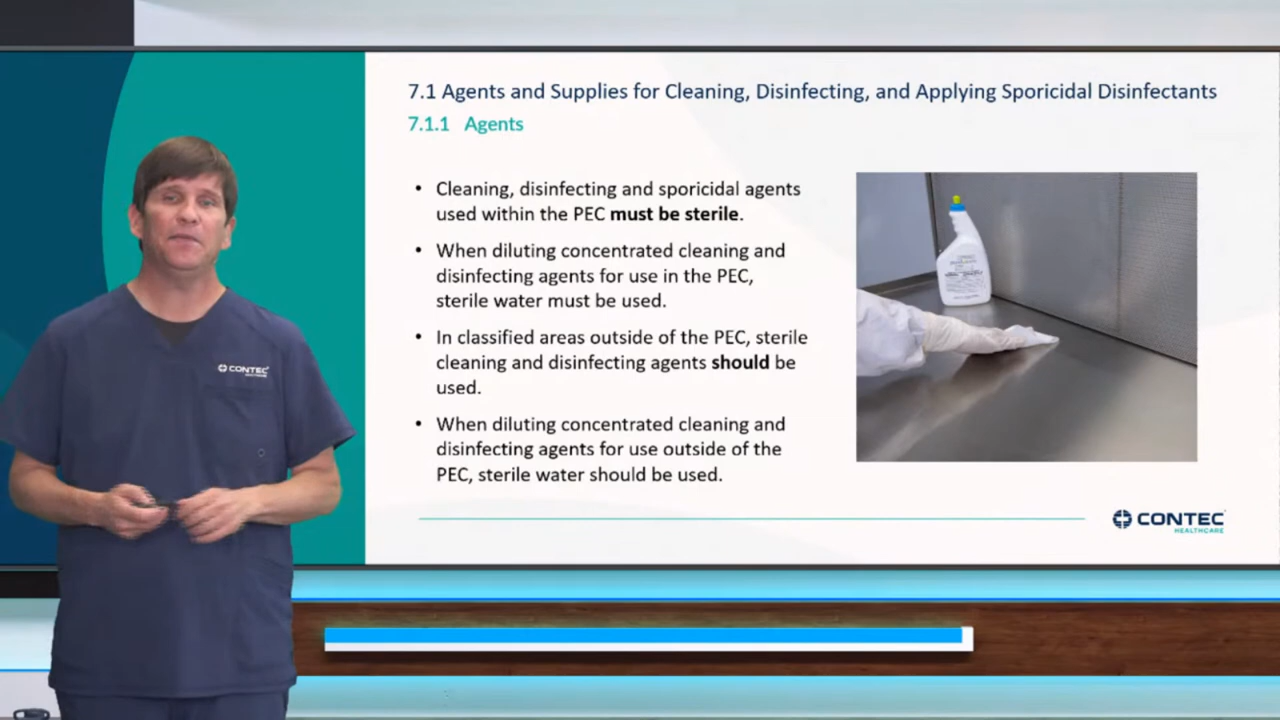 7.1 Agents and Supplies for Cleaning, Disinfecting, and Applying Sporicidal Disinfectants
7.1.1 Agents
• Cleaning, disinfecting and sporicidal agents
used within the PEC must be sterile.
• When diluting concentrated cleaning and
disinfecting agents for use in the PEC,
sterile water must be used.
• In classified areas outside of the PEC, sterile
cleaning and disinfecting agents should be
used.
• When diluting concentrated cleaning and
disinfecting agents for use outside of the
PEC, sterile water should be used.
CONTEC
HEALTHCARE
CONTEC
HEALTHCARE